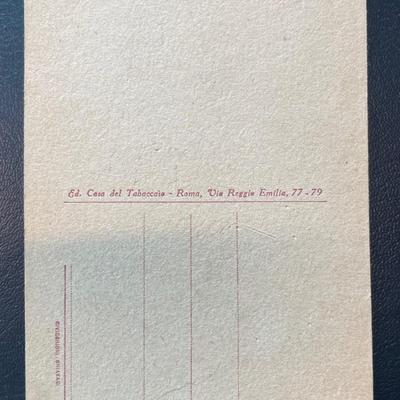 Ed. Casa del Tabaccaio - Roma, Via Reggio Emilia, 77 - 79